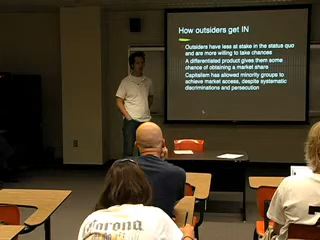 How outsiders get IN
Outsiders have less at stake in the status quo
and are more willing to take chances
A differentiated product gives them some
chance of obtaining a market share
Capitalism has allowed minority groups to
achieve market access, despite systematic
discriminations and persecution
Corona